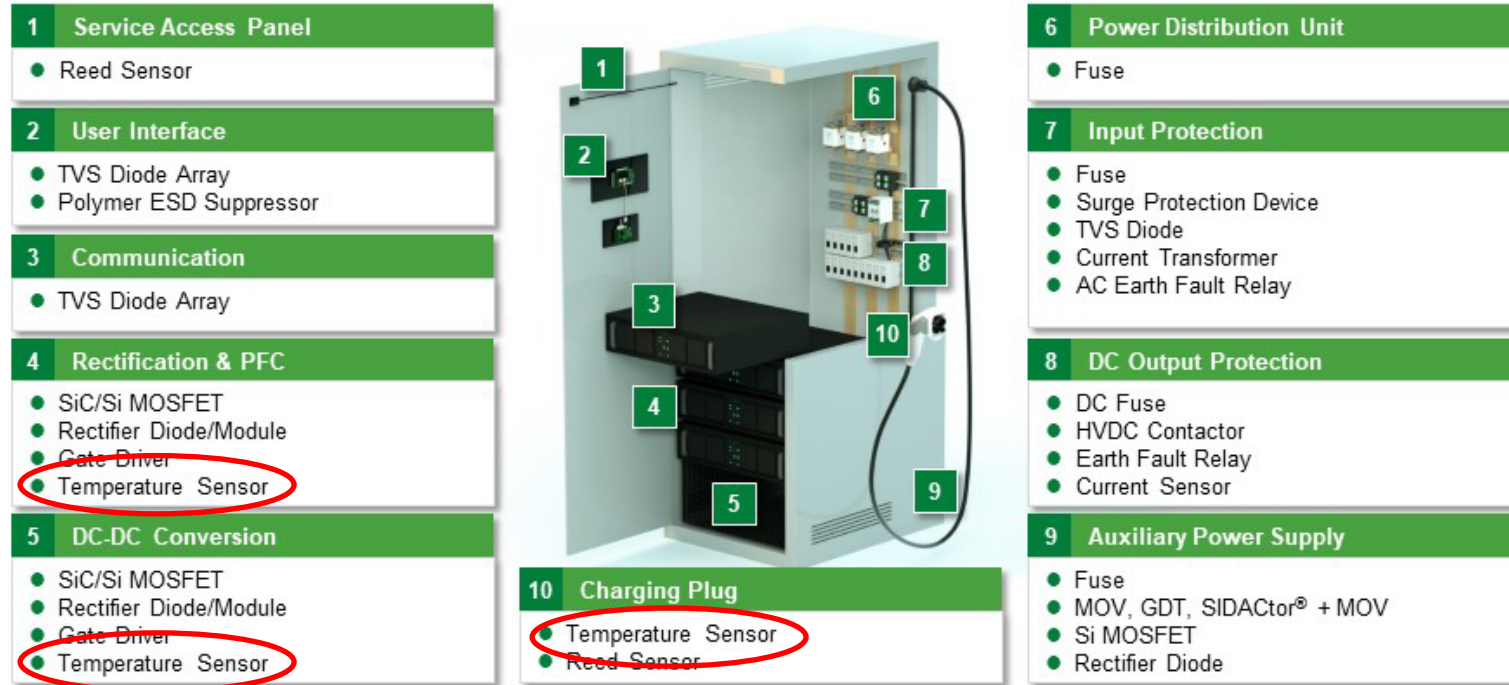 1 Service Access Panel
Reed Sensor
2 User Interface
TVS Diode Array
Polymer ESD Suppressor
3 Communication
TVS Diode Array
4 Rectification & PFC
SiC/Si MOSFET
Rectifier Diode/Module
Gate Driver
Temperature Sensor
5 DC-DC Conversion
SiC/Si MOSFET
Rectifier Diode/Module
Gate Driver
Temperature Sensor
1
2
3
4
5
6
7
8
10
9
10 Charging Plug
Temperature Sensor
Reed Sensor
6 Power Distribution Unit
Fuse
7 Input Protection
Fuse
Surge Protection Device
TVS Diode
Current Transformer
AC Earth Fault Relay
8 DC Output Protection
DC Fuse
HVDC Contactor
Earth Fault Relay
Current Sensor
9 Auxiliary Power Supply
Fuse
MOV, GDT, SIDACtor® + MOV
Si MOSFET
Rectifier Diode